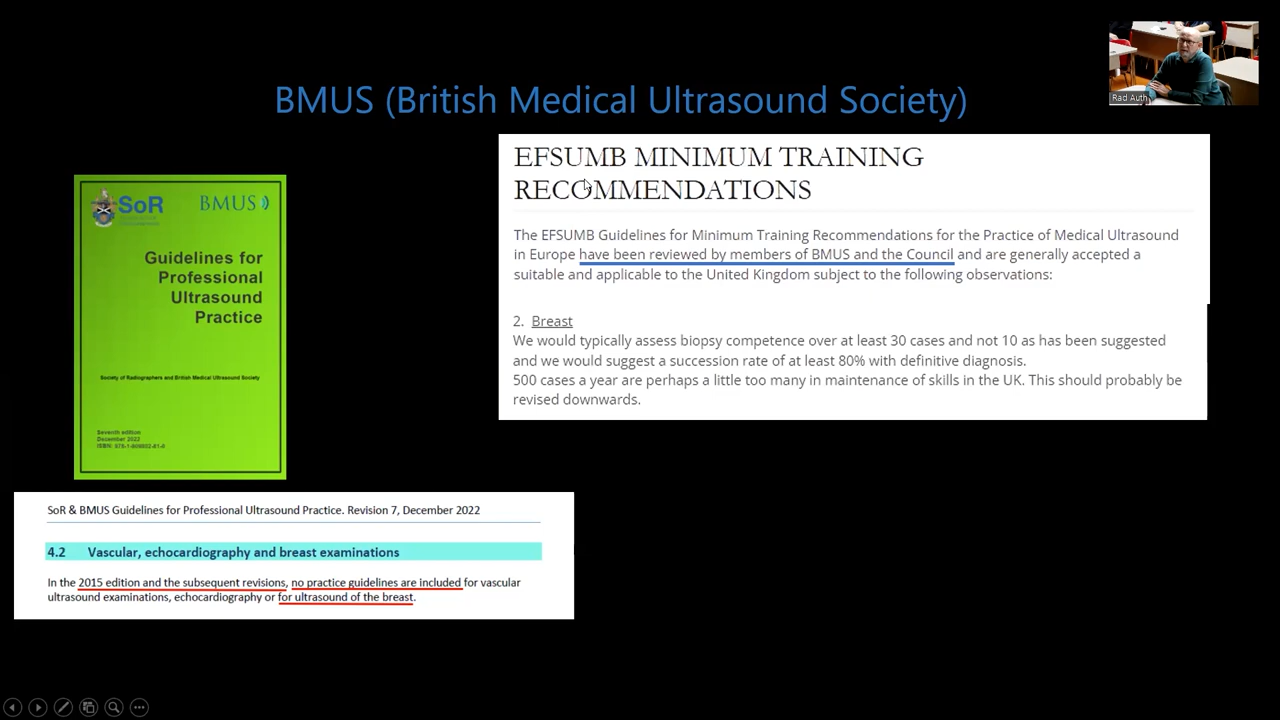 BMUS (British Medical Ultrasound Society)
Rad Auth
SoR
BMUS
Guidelines for
Professional
Ultrasound
Practice
Society of Radiographers and British Medical Ultrasound Society
Seventh edition
December 2022
EFSUMB MINIMUM TRAINING
RECOMMENDATIONS
The EFSUMB Guidelines for Minimum Training Recommendations for the Practice of Medical Ultrasound
in Europe have been reviewed by members of BMUS and the Council and are generally accepted a
suitable and applicable to the United Kingdom subject to the following observations:
2. Breast
We would typically assess biopsy competence over at least 30 cases and not 10 as has been suggested
and we would suggest a succession rate of at least 80% with definitive diagnosis.
500 cases a year are perhaps a little too many in maintenance of skills in the UK. This should probably be
revised downwards.
SoR & BMUS Guidelines for Professional Ultrasound Practice. Revision 7, December 2022
4.2 Vascular, echocardiography and breast examinations
In the 2015 edition and the subsequent revisions, no practice guidelines are included for vascular
ultrasound examinations, echocardiography or for ultrasound of the breast.